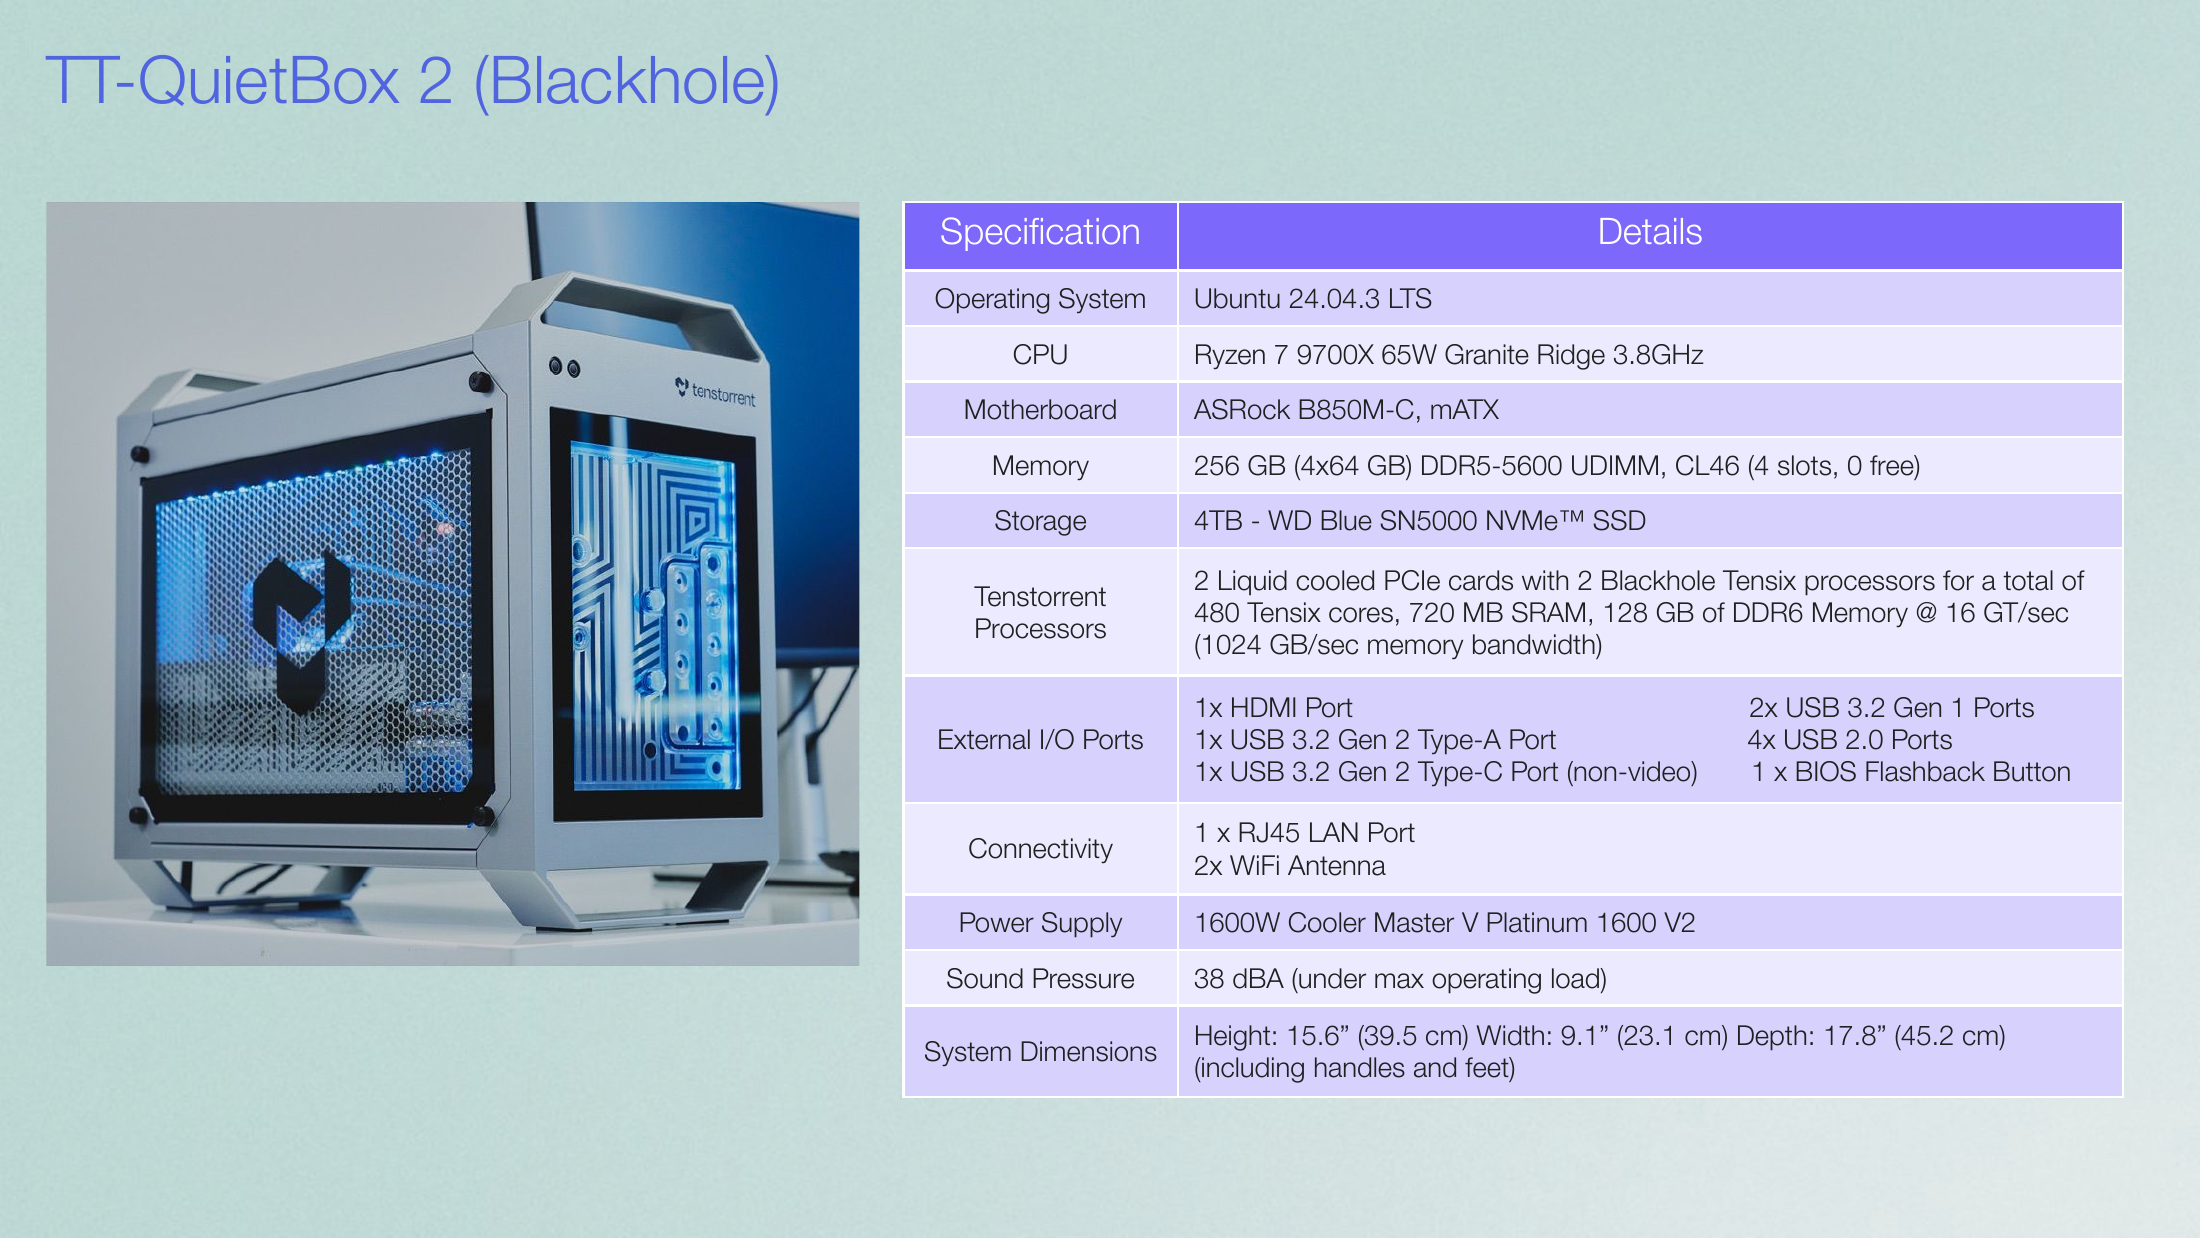 TT-QuietBox 2 (Blackhole)
tenstorrent
Specification
Details
Operating System
Ubuntu 24.04.3 LTS
CPU
Ryzen 7 9700X 65W Granite Ridge 3.8GHz
Motherboard
ASRock B850M-C, mATX
Memory
256 GB (4x64 GB) DDR5-5600 UDIMM, CL46 (4 slots, 0 free)
Storage
4TB - WD Blue SN5000 NVMe™ SSD
Tenstorrent
Processors
2 Liquid cooled PCIe cards with 2 Blackhole Tensix processors for a total of
480 Tensix cores, 720 MB SRAM, 128 GB of DDR6 Memory @ 16 GT/sec
(1024 GB/sec memory bandwidth)
External I/O Ports
1x HDMI Port 2x USB 3.2 Gen 1 Ports
1x USB 3.2 Gen 2 Type-A Port 4x USB 2.0 Ports
1x USB 3.2 Gen 2 Type-C Port (non-video) 1 x BIOS Flashback Button
Connectivity
1 x RJ45 LAN Port
2x WiFi Antenna
Power Supply
1600W Cooler Master V Platinum 1600 V2
Sound Pressure
38 dBA (under max operating load)
System Dimensions
Height: 15.6” (39.5 cm) Width: 9.1” (23.1 cm) Depth: 17.8” (45.2 cm)
(including handles and feet)